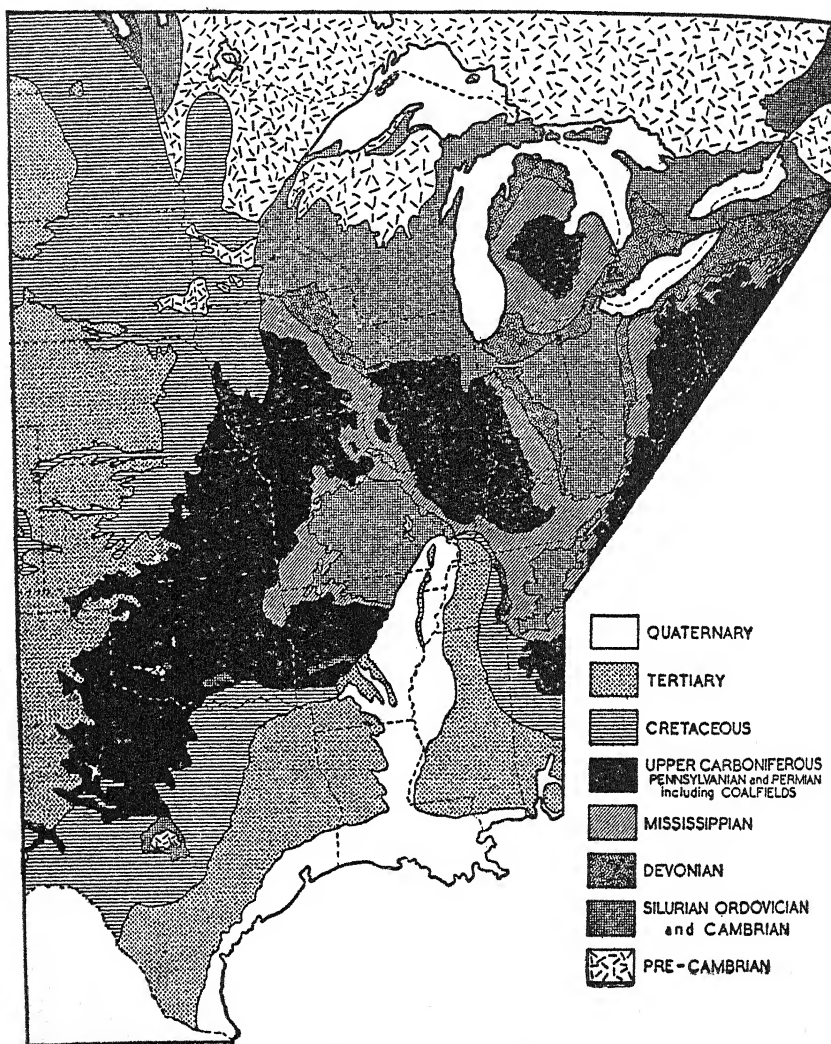 QUATERNARY
TERTIARY
CRETACEOUS
UPPER CARBONIFEROUS
PENNSYLVANIAN and PERMIAN
including COALFIELDS
MISSISSIPPIAN
DEVONIAN
SILURIAN ORDOVICIAN
and CAMBRIAN
PRE-CAMBRIAN